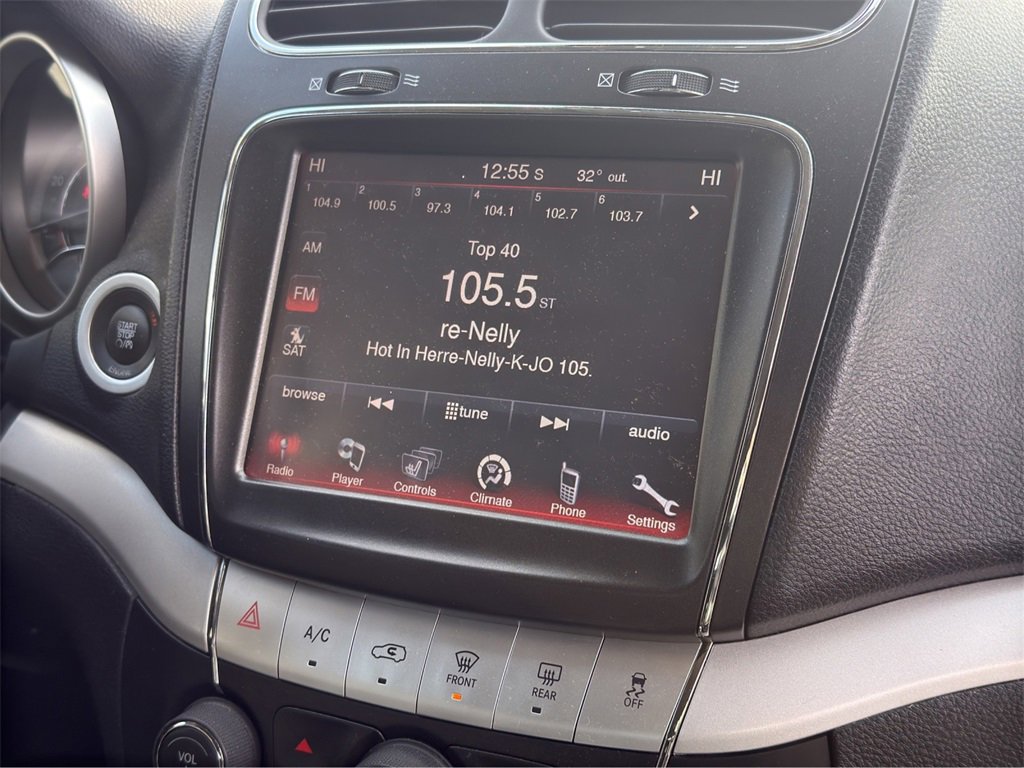 HI 12:55 S 32° out. HI
1 2 3 4 5 6
104.9 100.5 97.3 104.1 102.7 103.7
AM
Top 40
FM
105.5 ST
re-Nelly
SAT
Hot In Herre-Nelly-K-JO 105.
browse tune audio
Radio Player Controls Climate Phone Settings
START
STOP
ENGINE
A/C
FRONT
REAR
OFF
VOL